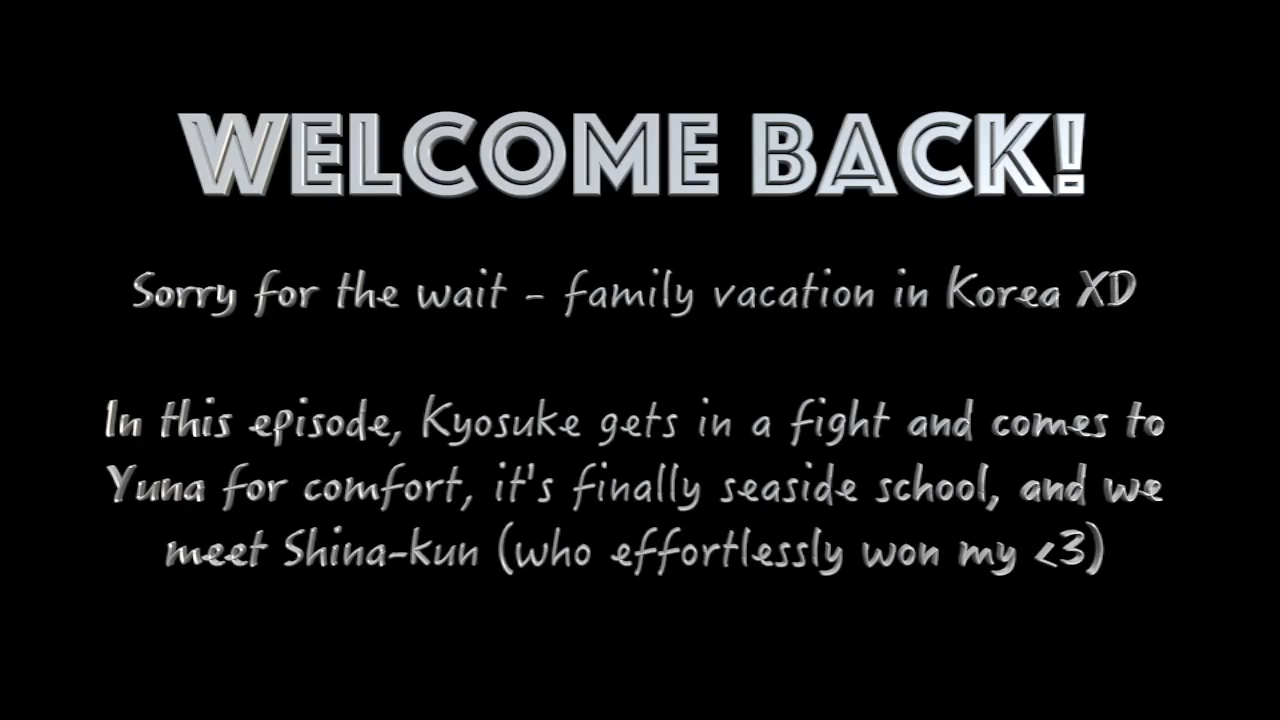 WELCOME BACK!
Sorry for the wait - family vacation in Korea XD
In this episode, Kyosuke gets in a fight and comes to
Yuna for comfort, it's finally seaside school, and we
meet Shina-kun (who effortlessly won my <3)